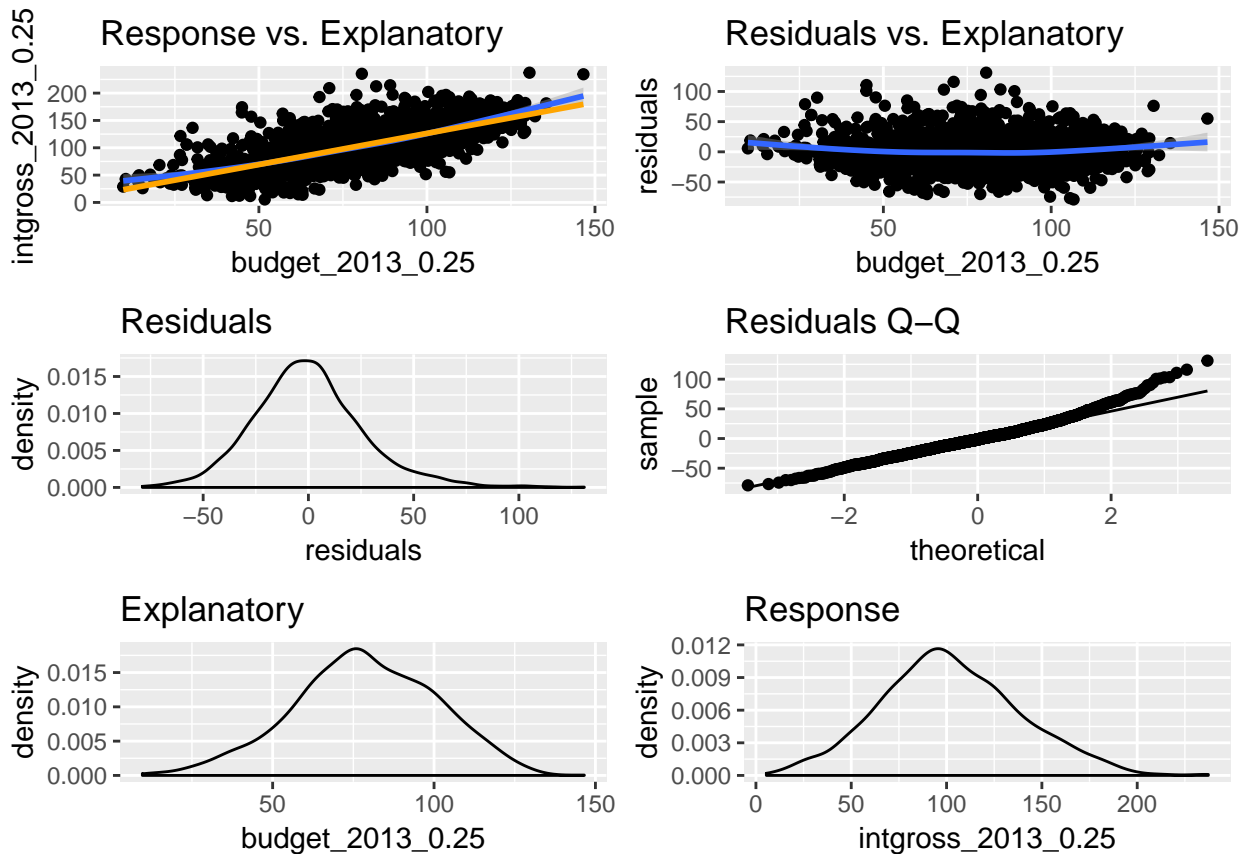 Response vs. Explanatory
intgross_2013_0.25
200
150
100
50
0
50
100
150
budget_2013_0.25
Residuals vs. Explanatory
residuals
100
50
0
−50
50
100
150
budget_2013_0.25
Residuals
density
0.015
0.010
0.005
0.000
−50
0
50
100
residuals
Residuals Q−Q
sample
100
50
0
−50
−2
0
2
theoretical
Explanatory
density
0.015
0.010
0.005
0.000
50
100
150
budget_2013_0.25
Response
density
0.012
0.009
0.006
0.003
0.000
0
50
100
150
200
intgross_2013_0.25